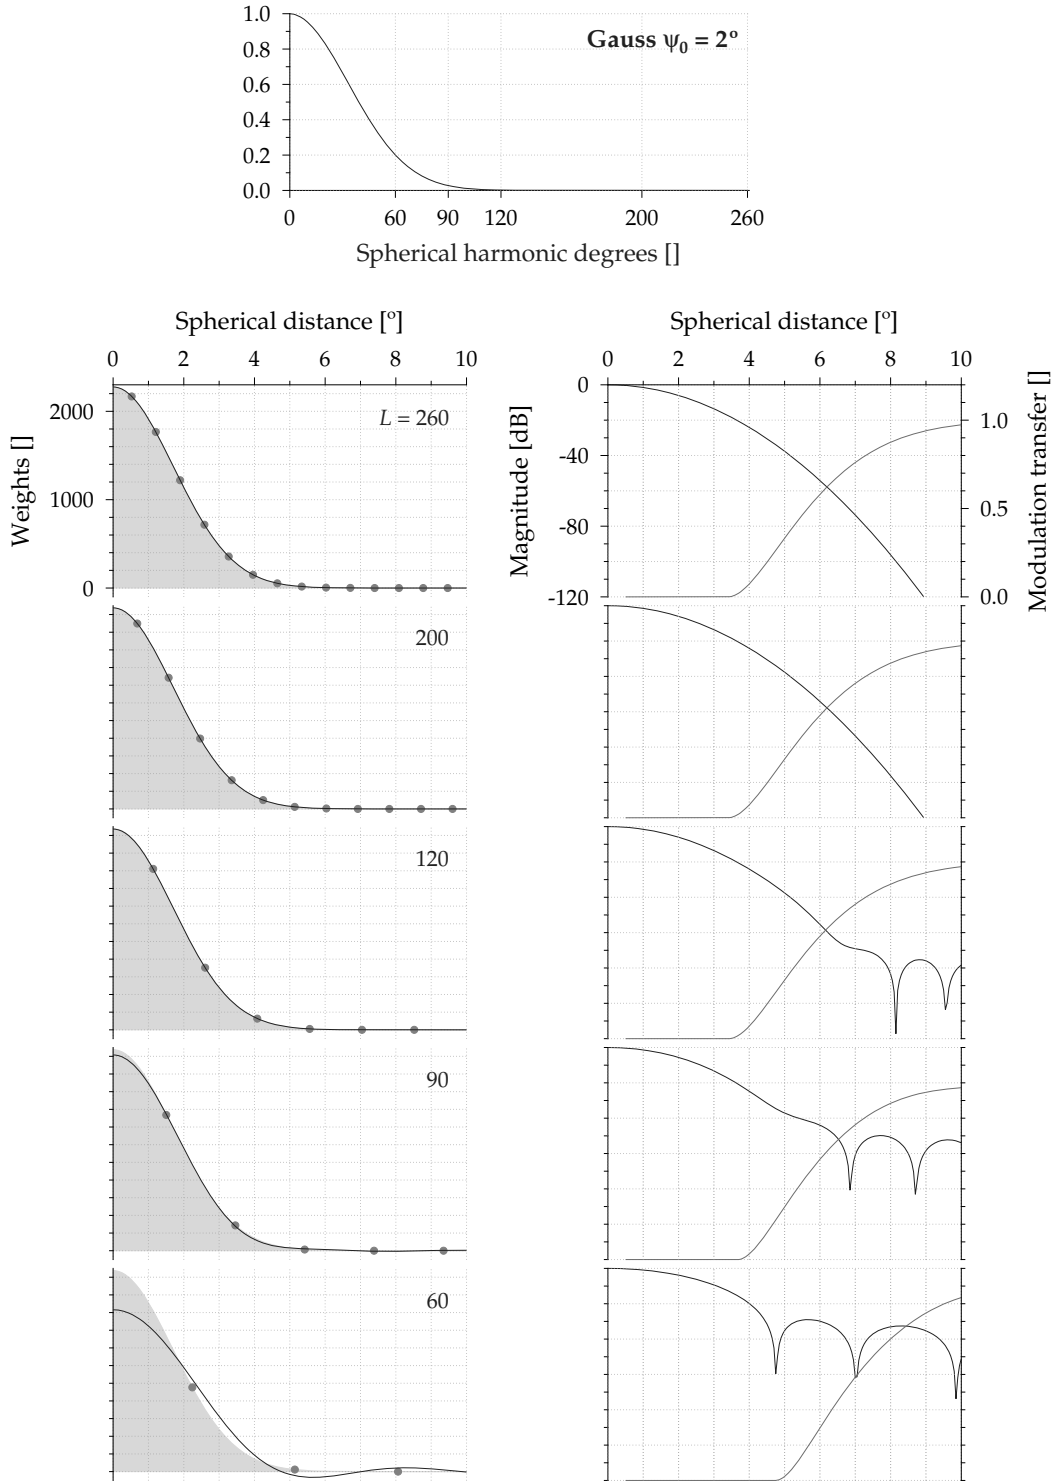 1.0
Gauss ψ₀ = 2º
0.8
0.6
0.4
0.2
0.0
0 60 90 120 200 260
Spherical harmonic degrees []
Spherical distance [º] Spherical distance [º]
0 2 4 6 8 10 0 2 4 6 8 10
Weights []
2000
1000
0
L = 260
Magnitude [dB]
0
-40
-80
-120
Modulation transfer []
1.0
0.5
0.0
200
120
90
60